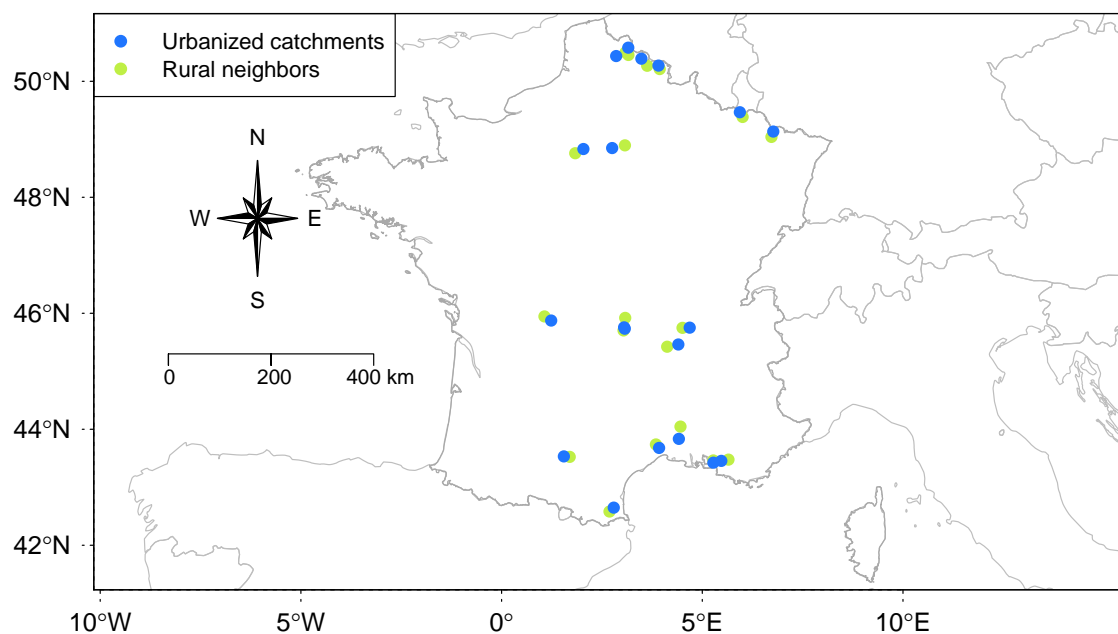 Urbanized catchments
Rural neighbors
50°N
48°N
46°N
44°N
42°N
N
W E
S
0 200 400 km
10°W 5°W 0° 5°E 10°E